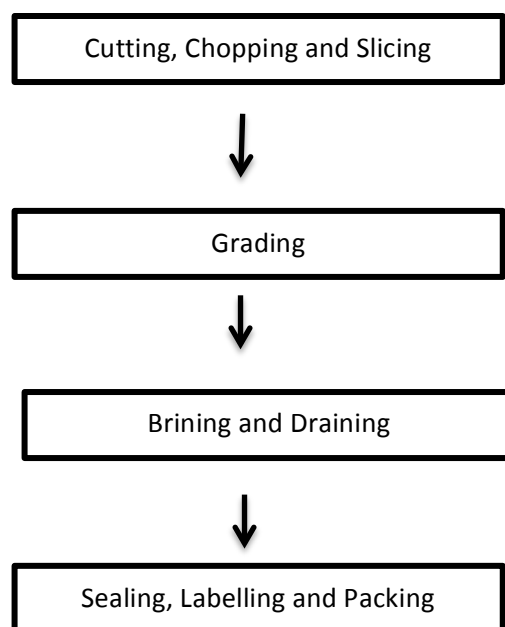 Cutting, Chopping and Slicing
Grading
Brining and Draining
Sealing, Labelling and Packing